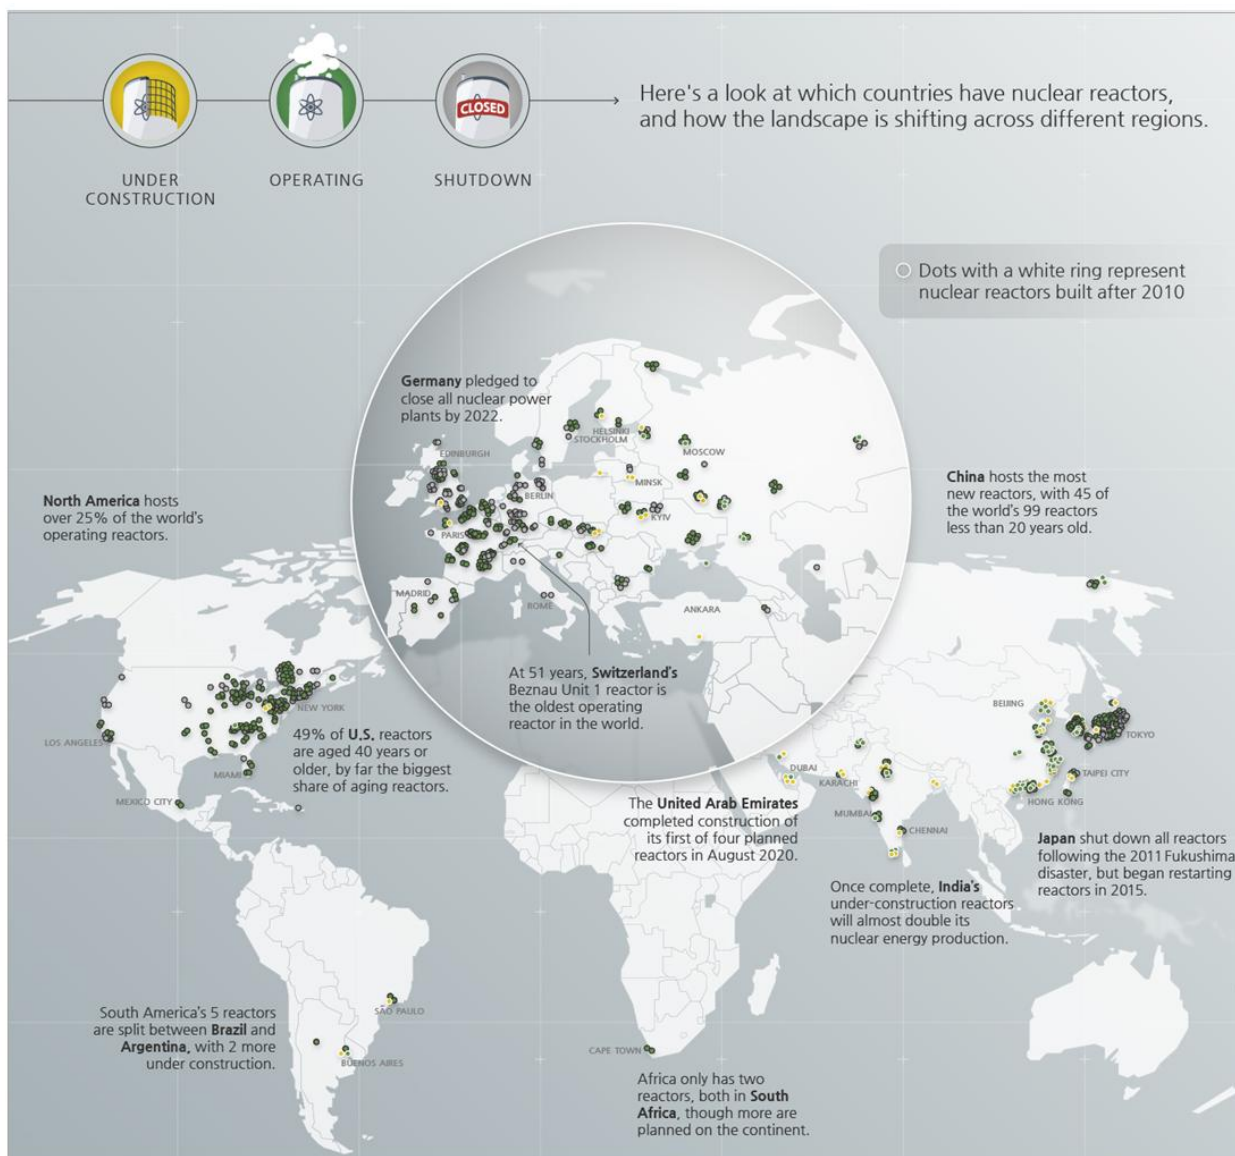 CLOSED
UNDER
CONSTRUCTION
OPERATING
SHUTDOWN
Here's a look at which countries have nuclear reactors,
and how the landscape is shifting across different regions.
Dots with a white ring represent
nuclear reactors built after 2010
Germany pledged to
close all nuclear power
plants by 2022.
HELSINKI
STOCKHOLM
EDINBURGH
MOSCOW
BERLIN
MINSK
KYIV
PARIS
MADRID
ROME
ANKARA
North America hosts
over 25% of the world's
operating reactors.
China hosts the most
new reactors, with 45 of
the world's 99 reactors
less than 20 years old.
At 51 years, Switzerland's
Beznau Unit 1 reactor is
the oldest operating
reactor in the world.
NEW YORK
LOS ANGELES
MIAMI
MEXICO CITY
49% of U.S. reactors
are aged 40 years or
older, by far the biggest
share of aging reactors.
BEIJING
TOKYO
DUBAI
KARACHI
TAIPEI CITY
HONG KONG
MUMBAI
CHENNAI
The United Arab Emirates
completed construction of
its first of four planned
reactors in August 2020.
Japan shut down all reactors
following the 2011 Fukushima
disaster, but began restarting
reactors in 2015.
Once complete, India's
under-construction reactors
will almost double its
nuclear energy production.
South America's 5 reactors
are split between Brazil and
Argentina, with 2 more
under construction.
SÃO PAULO
BUENOS AIRES
CAPE TOWN
Africa only has two
reactors, both in South
Africa, though more are
planned on the continent.